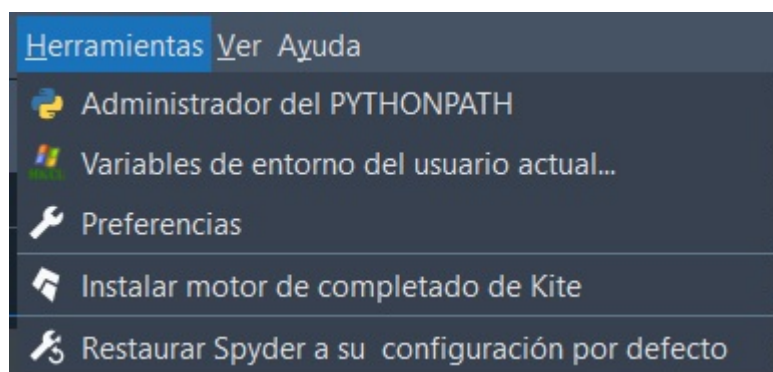 Herramientas Ver Ayuda
Administrador del PYTHONPATH
Variables de entorno del usuario actual...
Preferencias
Instalar motor de completado de Kite
Restaurar Spyder a su configuración por defecto